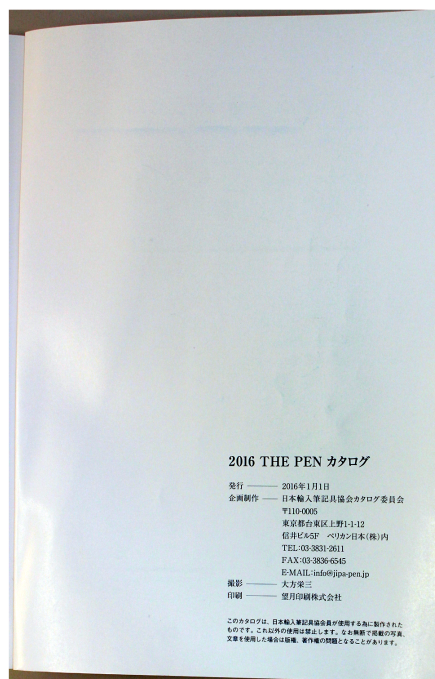 2016 THE PEN カタログ
発行 ——— 2016年1月1日
企画制作 —— 日本輸入筆記具協会カタログ委員会
〒110-0005
東京都台東区上野1-1-12
信井ビル5F ペリカン日本(株)内
TEL:03-3831-2611
FAX:03-3836-6545
E-MAIL:info@jipa-pen.jp
撮影 ——— 大方栄三
印刷 ——— 望月印刷株式会社
このカタログは、日本輸入筆記具協会員が使用する為に製作された
ものです。これ以外の使用は禁止します。なお無断で掲載の写真、
文章を使用した場合は版権、著作権の問題となることがあります。